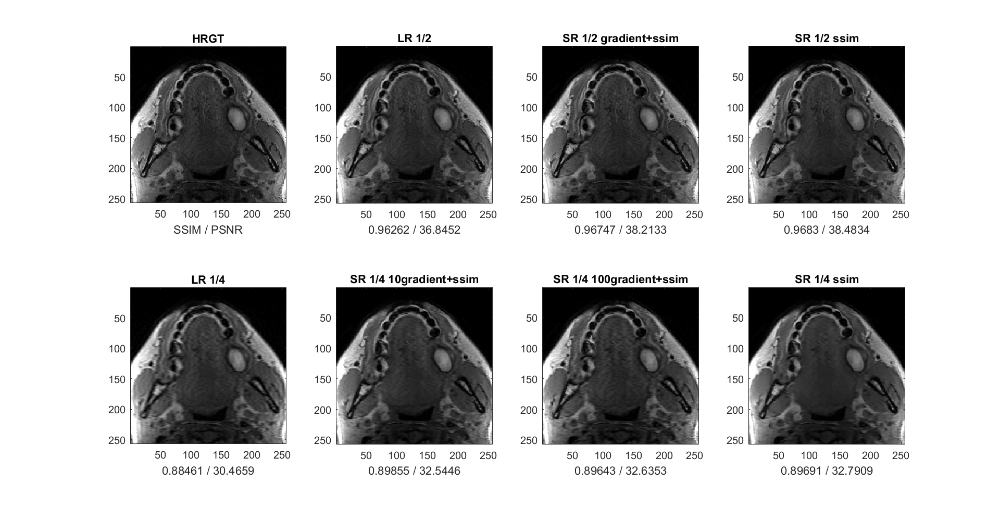 HRGT
LR 1/2
SR 1/2 gradient+ssim
SR 1/2 ssim
50
100
150
200
250
50 100 150 200 250
SSIM / PSNR
50
100
150
200
250
50 100 150 200 250
0.96262 / 36.8452
50
100
150
200
250
50 100 150 200 250
0.96747 / 38.2133
50
100
150
200
250
50 100 150 200 250
0.9683 / 38.4834
LR 1/4
SR 1/4 10gradient+ssim
SR 1/4 100gradient+ssim
SR 1/4 ssim
50
100
150
200
250
50 100 150 200 250
0.88461 / 30.4659
50
100
150
200
250
50 100 150 200 250
0.89855 / 32.5446
50
100
150
200
250
50 100 150 200 250
0.89643 / 32.6353
50
100
150
200
250
50 100 150 200 250
0.89691 / 32.7909